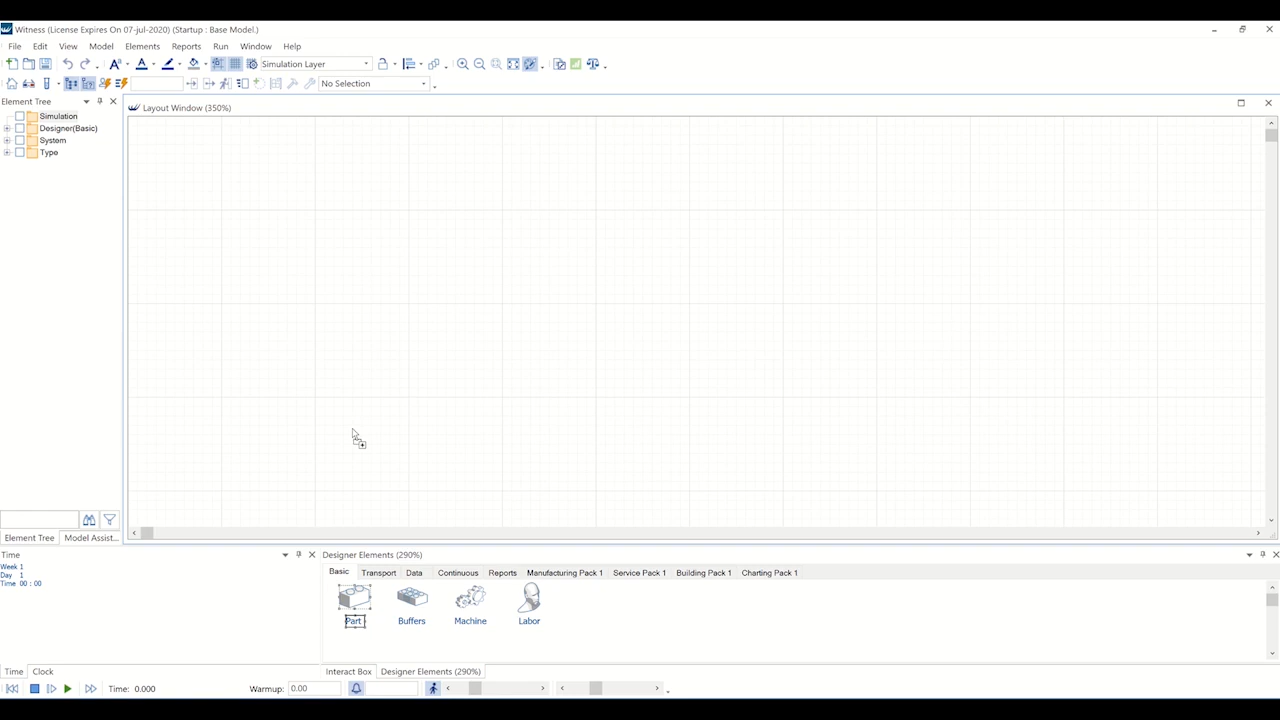 Witness (License Expires On 07-jul-2020) (Startup : Base Model.)
File Edit View Model Elements Reports Run Window Help
Simulation Layer
No Selection
Element Tree
Layout Window (350%)
Simulation
Designer(Basic)
System
Type
Element Tree Model Assist...
Time
Designer Elements (290%)
Week 1
Day 1
Time 00 : 00
Basic Transport Data Continuous Reports Manufacturing Pack 1 Service Pack 1 Building Pack 1 Charting Pack 1
Part Buffers Machine Labor
Time Clock
Interact Box Designer Elements (290%)
Time: 0.000 Warmup: 0.00